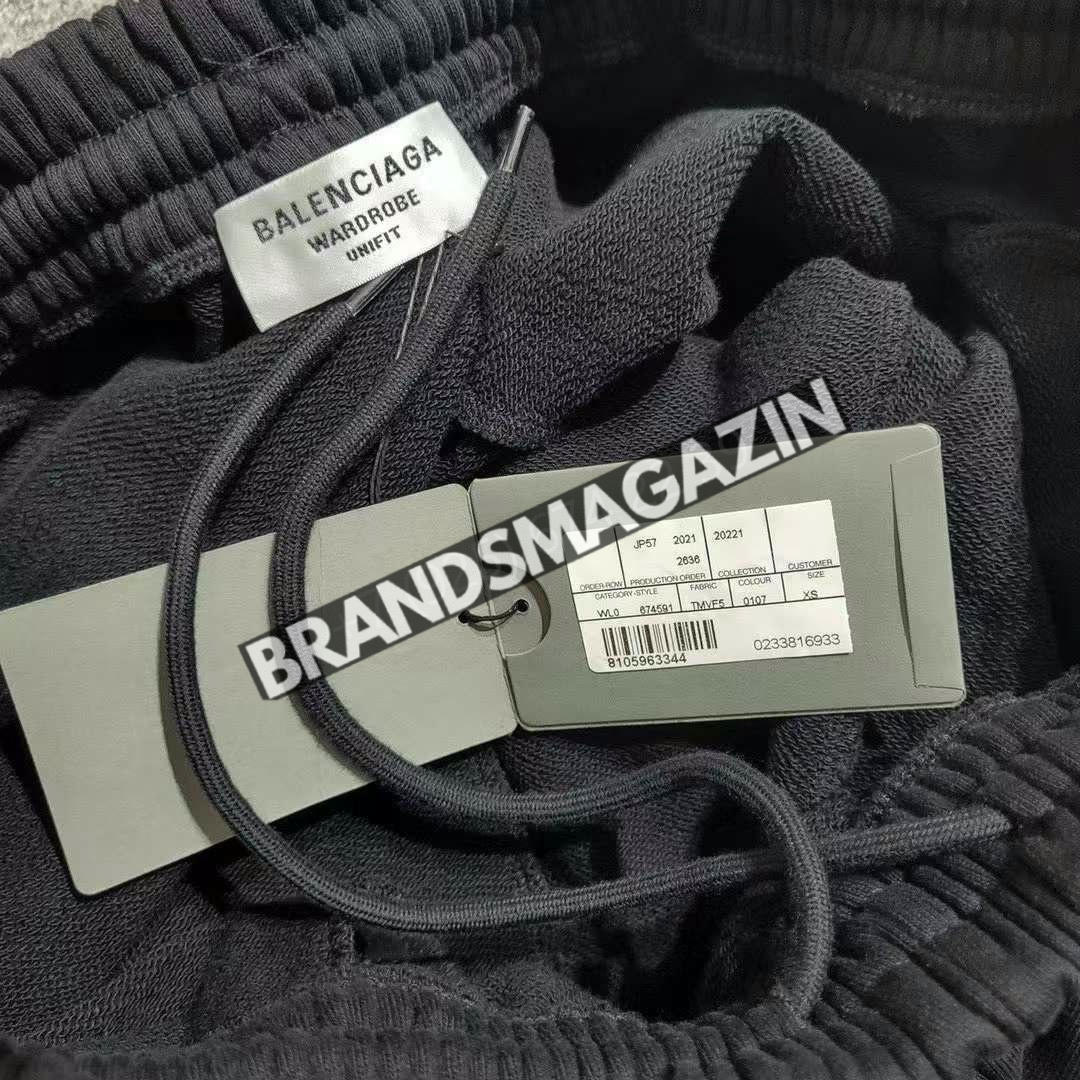 BALENCIAGA
WARDROBE
UNIFIT
BRANDSMAGAZIN
JP57 2021 20221
2636
ORDER-ROW PRODUCTION ORDER COLLECTION CUSTOMER
CATEGORY-STYLE FABRIC COLOUR SIZE
WL0 674591 TMVF5 0107 XS
8105963344 0233816933